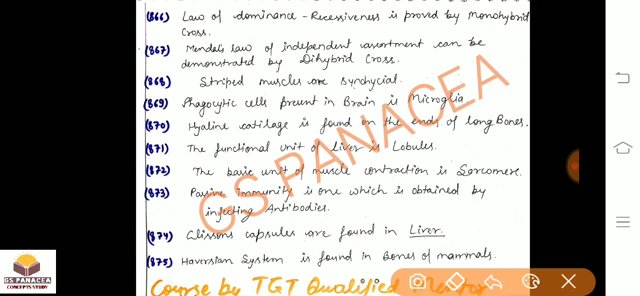 (866) Law of dominance - Recessiveness is proved by Monohybrid
Cross.
(867) Mendels law of independent assortment can be
demonstrated by Dihybrid Cross.
(868) Striped muscles are syndycial.
(869) Phagocytic cells present in Brain is Microglia
(870) Hyaline catilage is found on the ends of long Bones.
(871) The functional unit of liver is Lobules.
(872) The basic unit of muscle contraction is Sarcomere.
(873) Passive immunity is one which is obtained by
injecting Antibodies.
(874) Glissons capsules are found in Liver.
(875) Haversian System is found in Bones of mammals.
Course by TGT Qualified Mentor
GS PANACEA
GS PANACEA
CONCEPTS STUDY